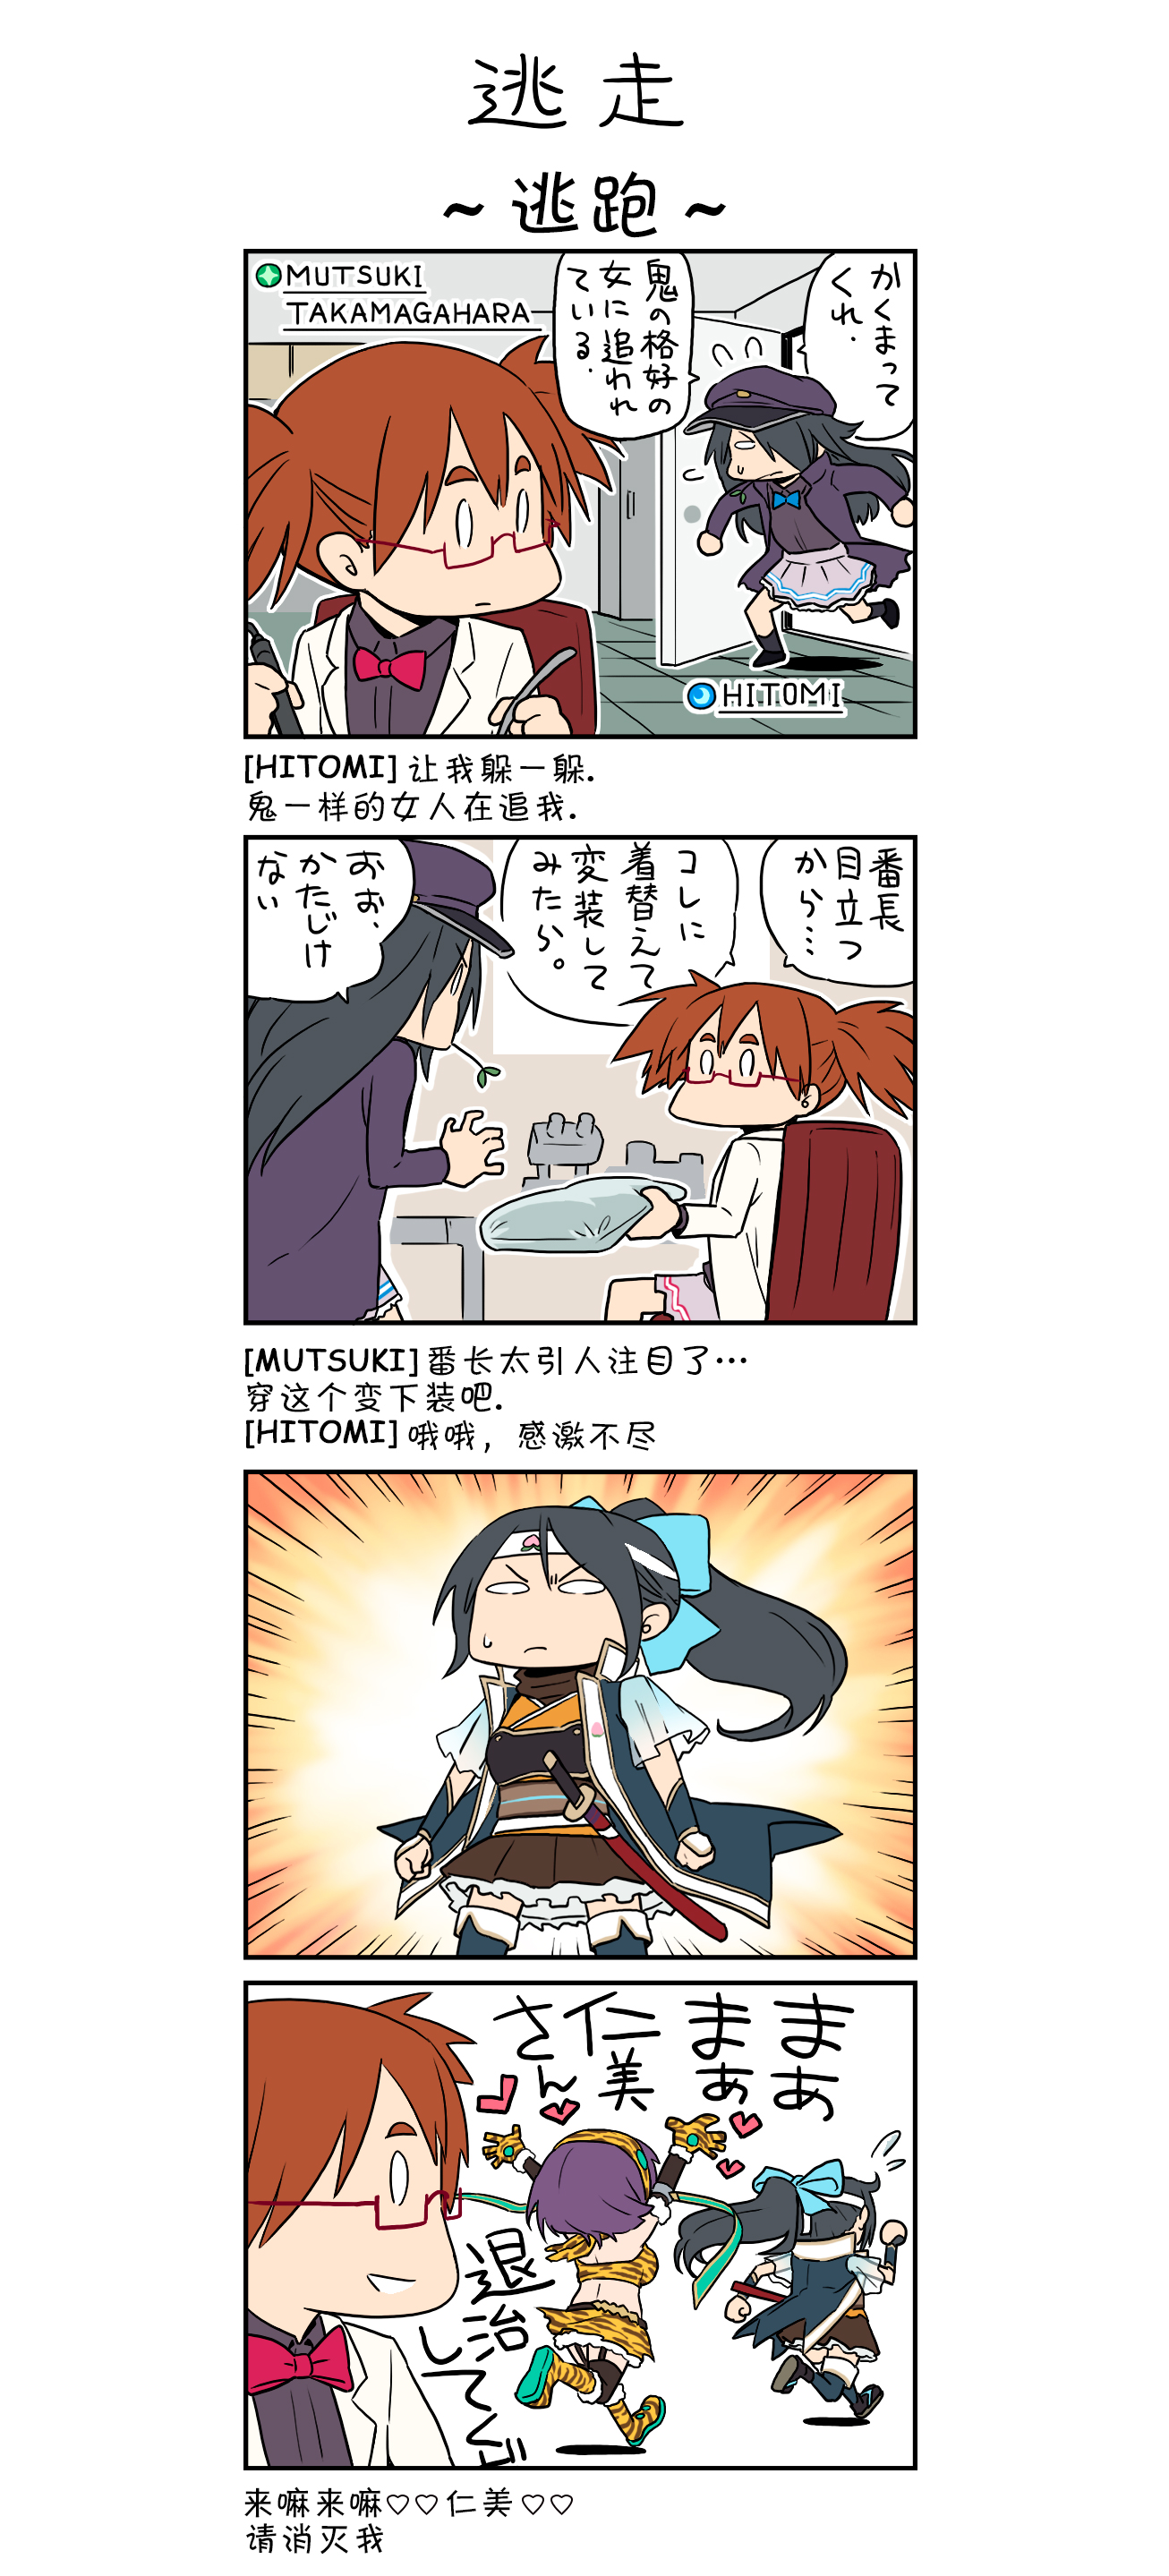 逃走
~逃跑~
MUTSUKI
TAKAMAGAHARA
かくまって
くれ.
鬼の格好の
女に追われ
ている.
HITOMI
[HITOMI] 让我躲一躲.
鬼一样的女人在追我.
番長
目立つ
から…
コレに
着替えて
変装して
みたら。
おお、
かたじけ
ない
[MUTSUKI] 番长太引人注目了…
穿这个变下装吧.
[HITOMI] 哦哦，感激不尽
まあ
まぁ
仁美
さん
退治
してくだ
来嘛来嘛♡♡仁美♡♡
请消灭我